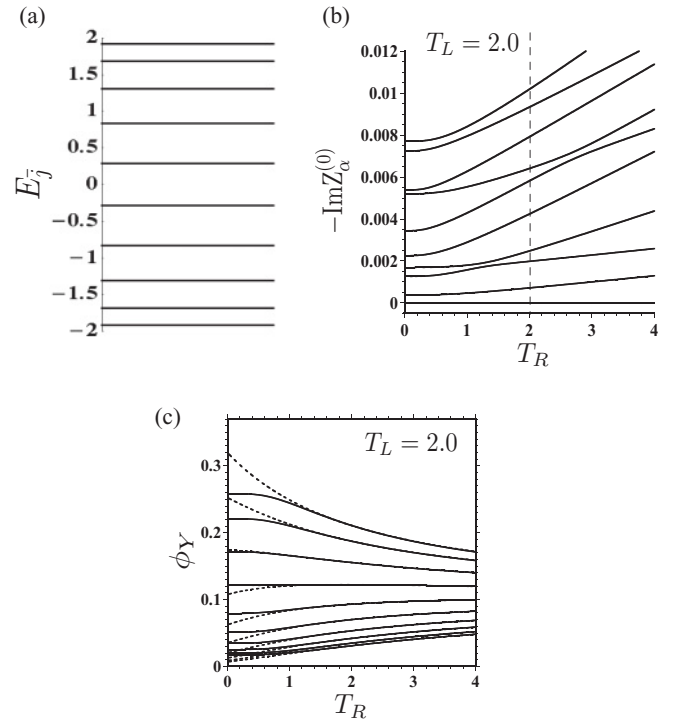 (a)
2
1.5
1
0.5
0
−0.5
−1
−1.5
−2
E_j̄
(b)
T_L = 2.0
0.012
0.01
0.008
0.006
0.004
0.002
0
−ImZ_α^(0)
0 1 2 3 4
T_R
(c)
T_L = 2.0
0.3
0.2
0.1
0
ϕ_Y
0 1 2 3 4
T_R